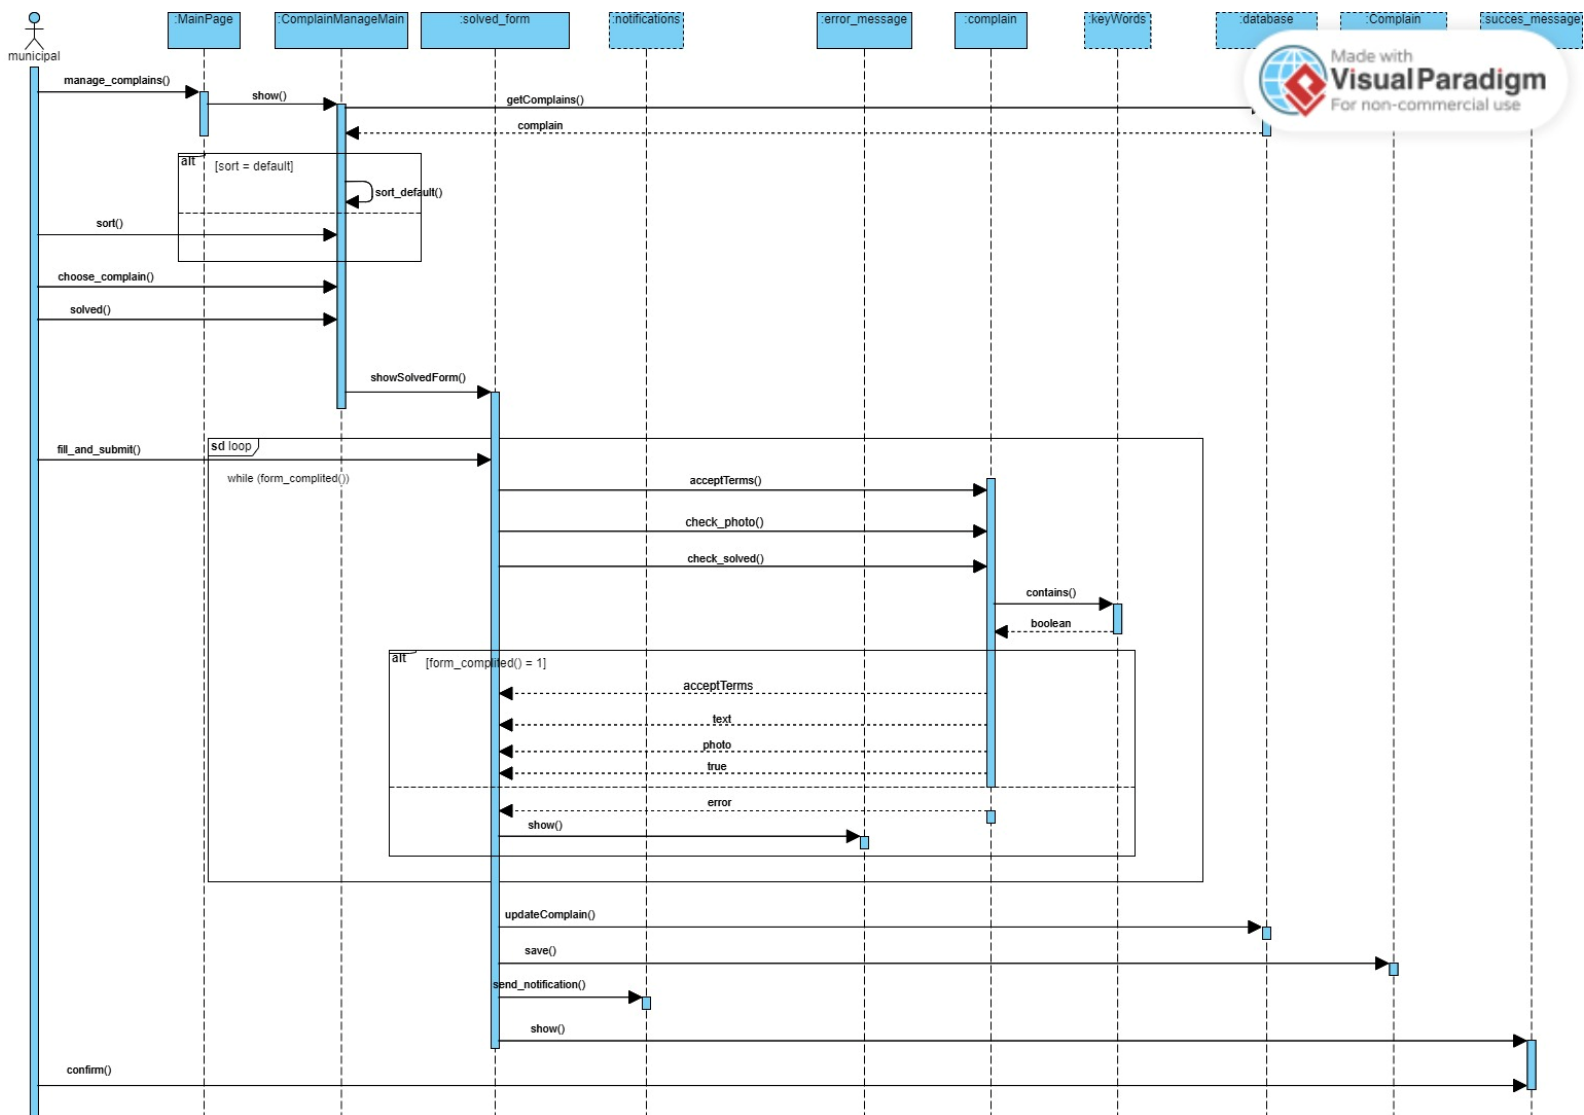 :MainPage
:ComplainManageMain
:solved_form
:notifications
:error_message
:complain
:keyWords
:database
:Complain
:succes_message
municipal
Made with
Visual Paradigm
For non-commercial use
manage_complains()
show()
getComplains()
complain
alt
[sort = default]
sort_default()
sort()
choose_complain()
solved()
showSolvedForm()
sd loop
fill_and_submit()
while (form_complited())
acceptTerms()
check_photo()
check_solved()
contains()
boolean
alt
[form_complited() = 1]
acceptTerms
text
photo
true
error
show()
updateComplain()
save()
send_notification()
show()
confirm()